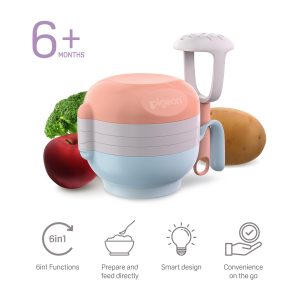 6+
MONTHS
pigeon
6in1
6in1 Functions
Prepare and
feed directly
Smart design
Convenience
on the go